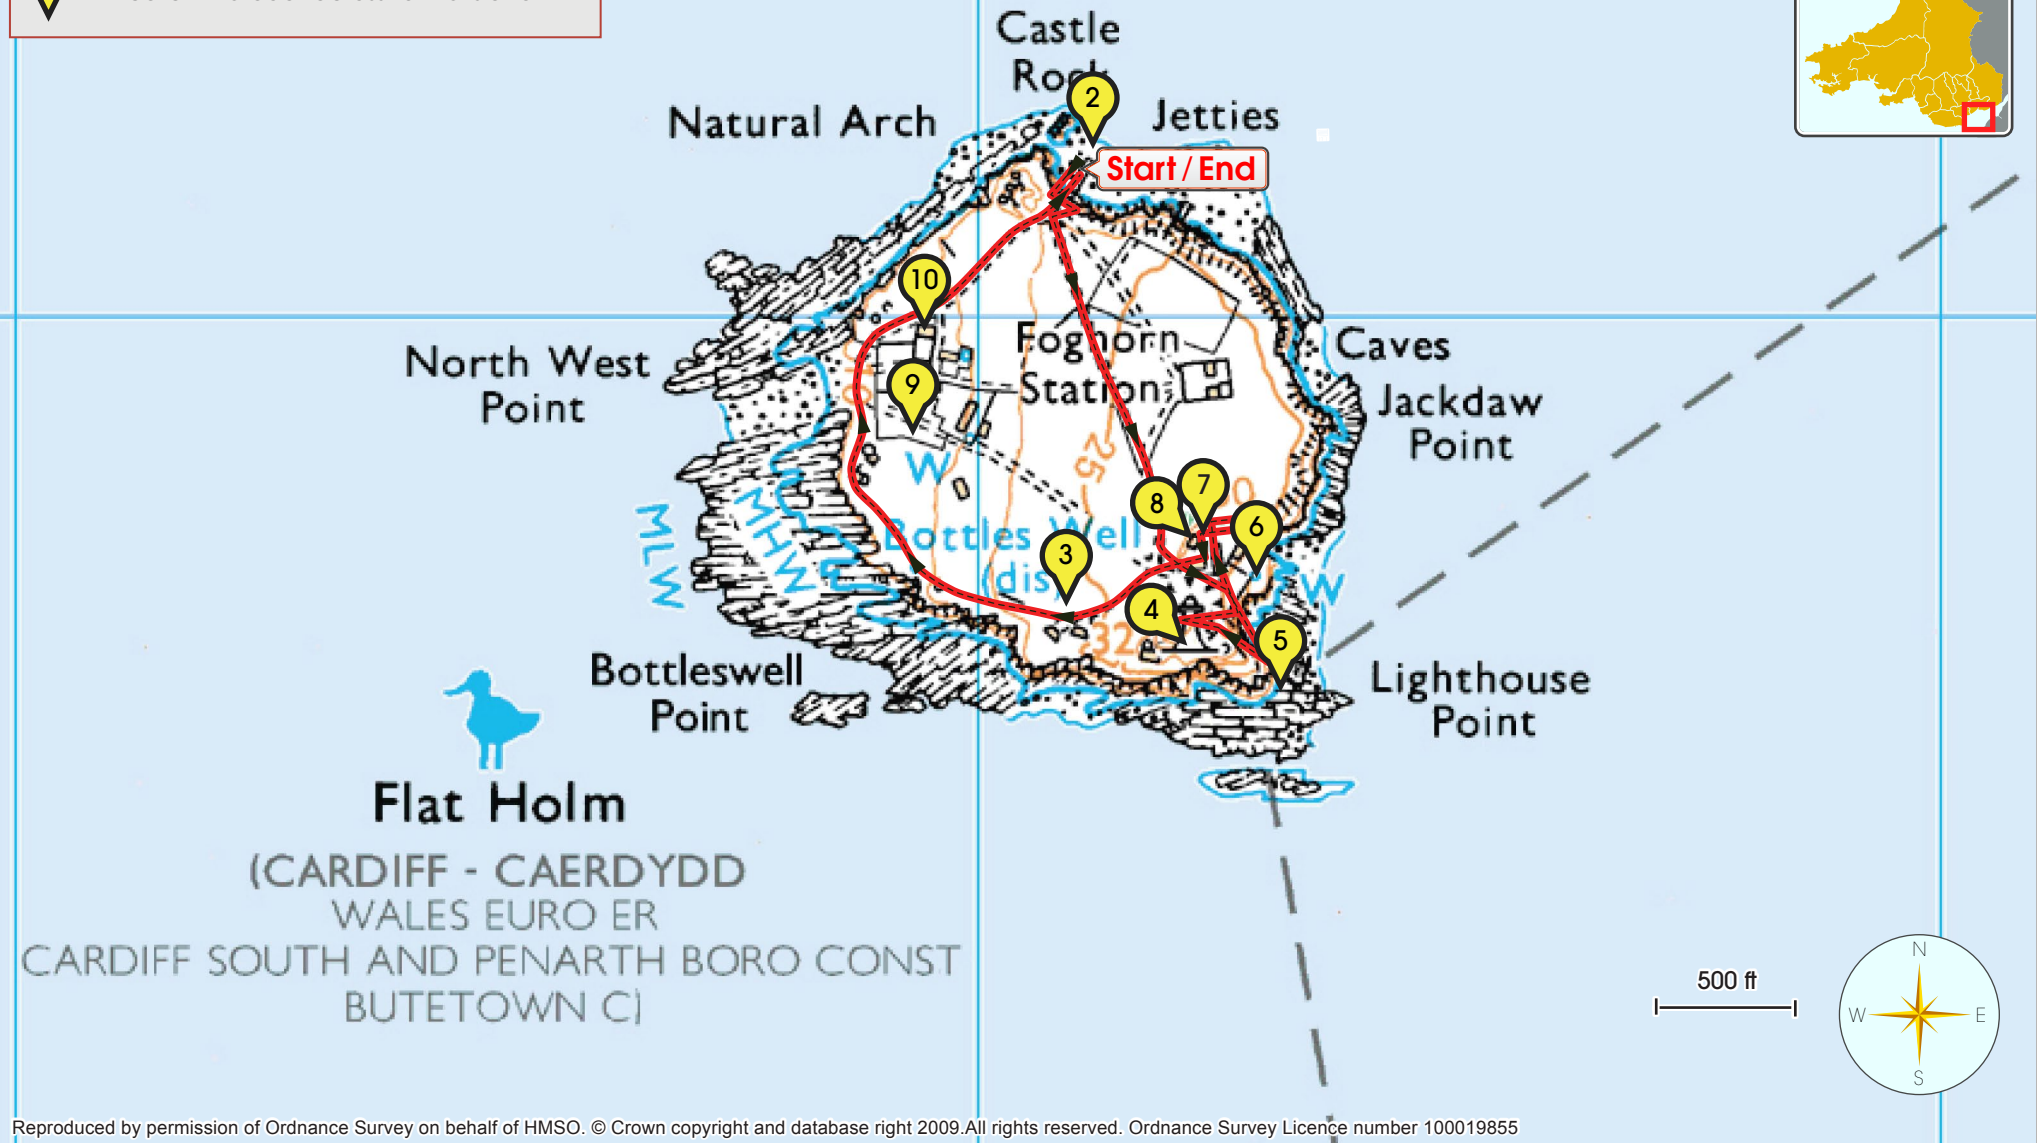 Castle
Rock
2
Natural Arch
Jetties
Start / End
10
North West
Point
9
Foghorn
Station
Caves
Jackdaw
Point
25
W
MLW
MHW
Bottles Well
(dis)
3
8
7
6
W
4
32
5
Bottleswell
Point
Lighthouse
Point
Flat Holm
(CARDIFF - CAERDYDD
WALES EURO ER
CARDIFF SOUTH AND PENARTH BORO CONST
BUTETOWN C)
500 ft
N
W
E
S
Reproduced by permission of Ordnance Survey on behalf of HMSO. © Crown copyright and database right 2009.All rights reserved. Ordnance Survey Licence number 100019855